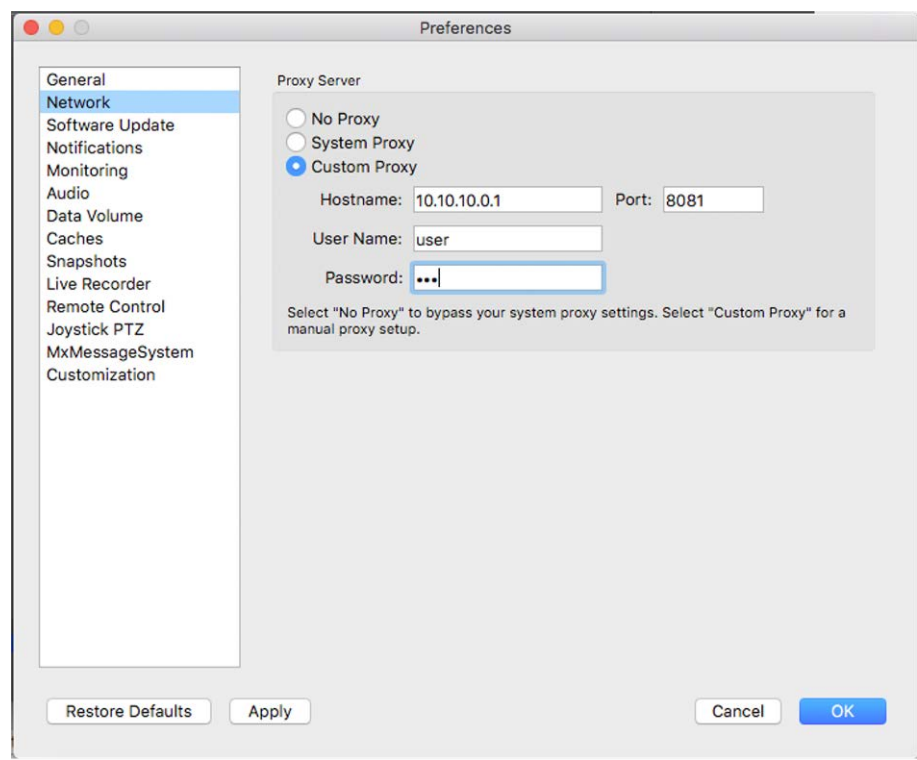 Preferences
General
Network
Software Update
Notifications
Monitoring
Audio
Data Volume
Caches
Snapshots
Live Recorder
Remote Control
Joystick PTZ
MxMessageSystem
Customization
Proxy Server
No Proxy
System Proxy
Custom Proxy
Hostname: 10.10.10.0.1 Port: 8081
User Name: user
Password: •••
Select "No Proxy" to bypass your system proxy settings. Select "Custom Proxy" for a
manual proxy setup.
Restore Defaults Apply Cancel OK